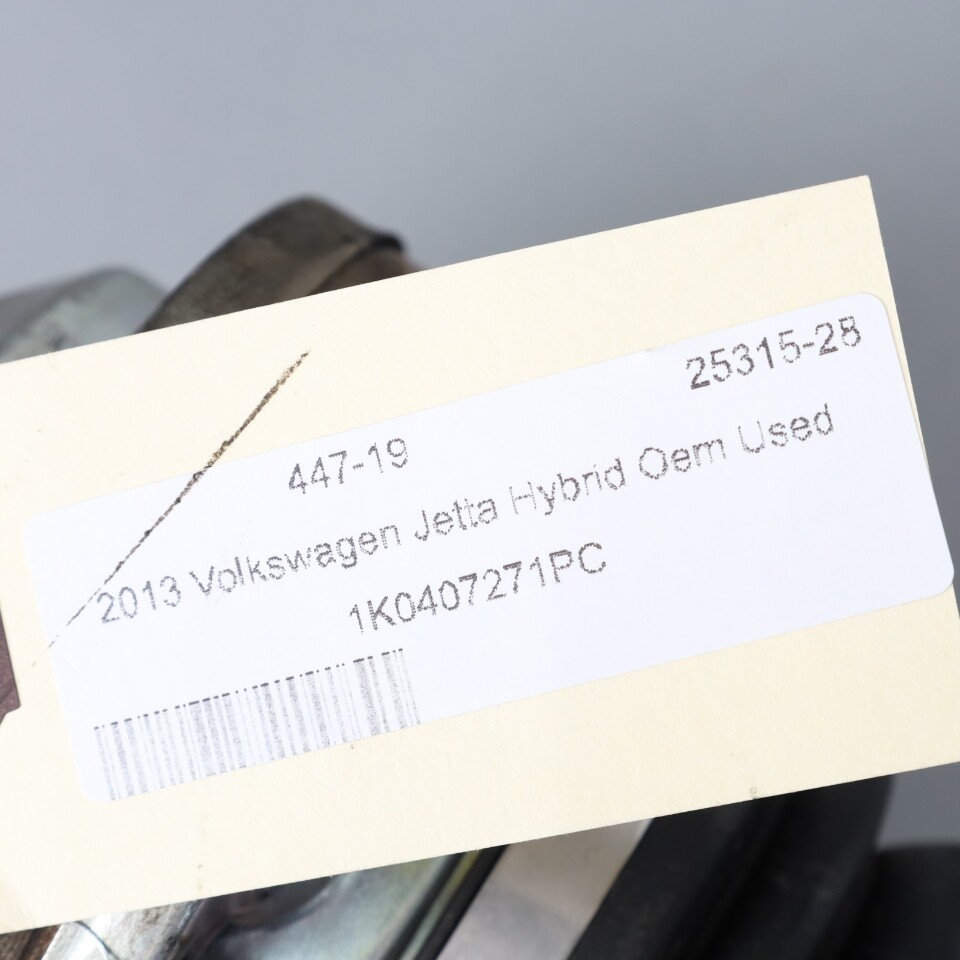 25315-28
447-19
2013 Volkswagen Jetta Hybrid Oem Used
1K0407271PC